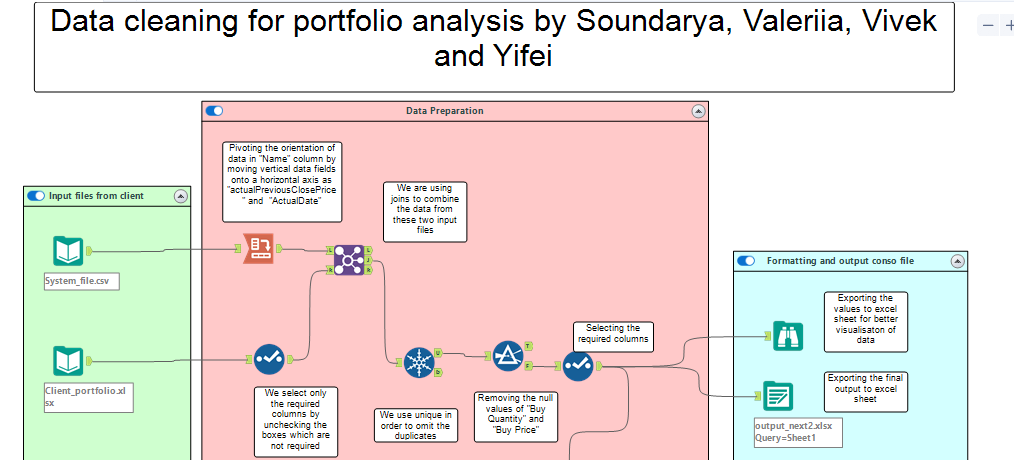 Data cleaning for portfolio analysis by Soundarya, Valeriia, Vivek
and Yifei
Data Preparation
Pivoting the orientation of
data in "Name" column by
moving vertical data fields
onto a horizontal axis as
"actualPreviousClosePrice
" and "ActualDate"
We are using
joins to combine
the data from
these two input
files
Input files from client
System_file.csv
L
R
L
J
R
Client_portfolio.xl
sx
We select only
the required
columns by
unchecking the
boxes which are
not required
U
D
We use unique in
order to omit the
duplicates
T
F
Removing the null
values of "Buy
Quantity" and
"Buy Price"
Selecting the
required columns
Formatting and output conso file
Exporting the
values to excel
sheet for better
visualisaton of
data
Exporting the final
output to excel
sheet
output_next2.xlsx
Query=Sheet1